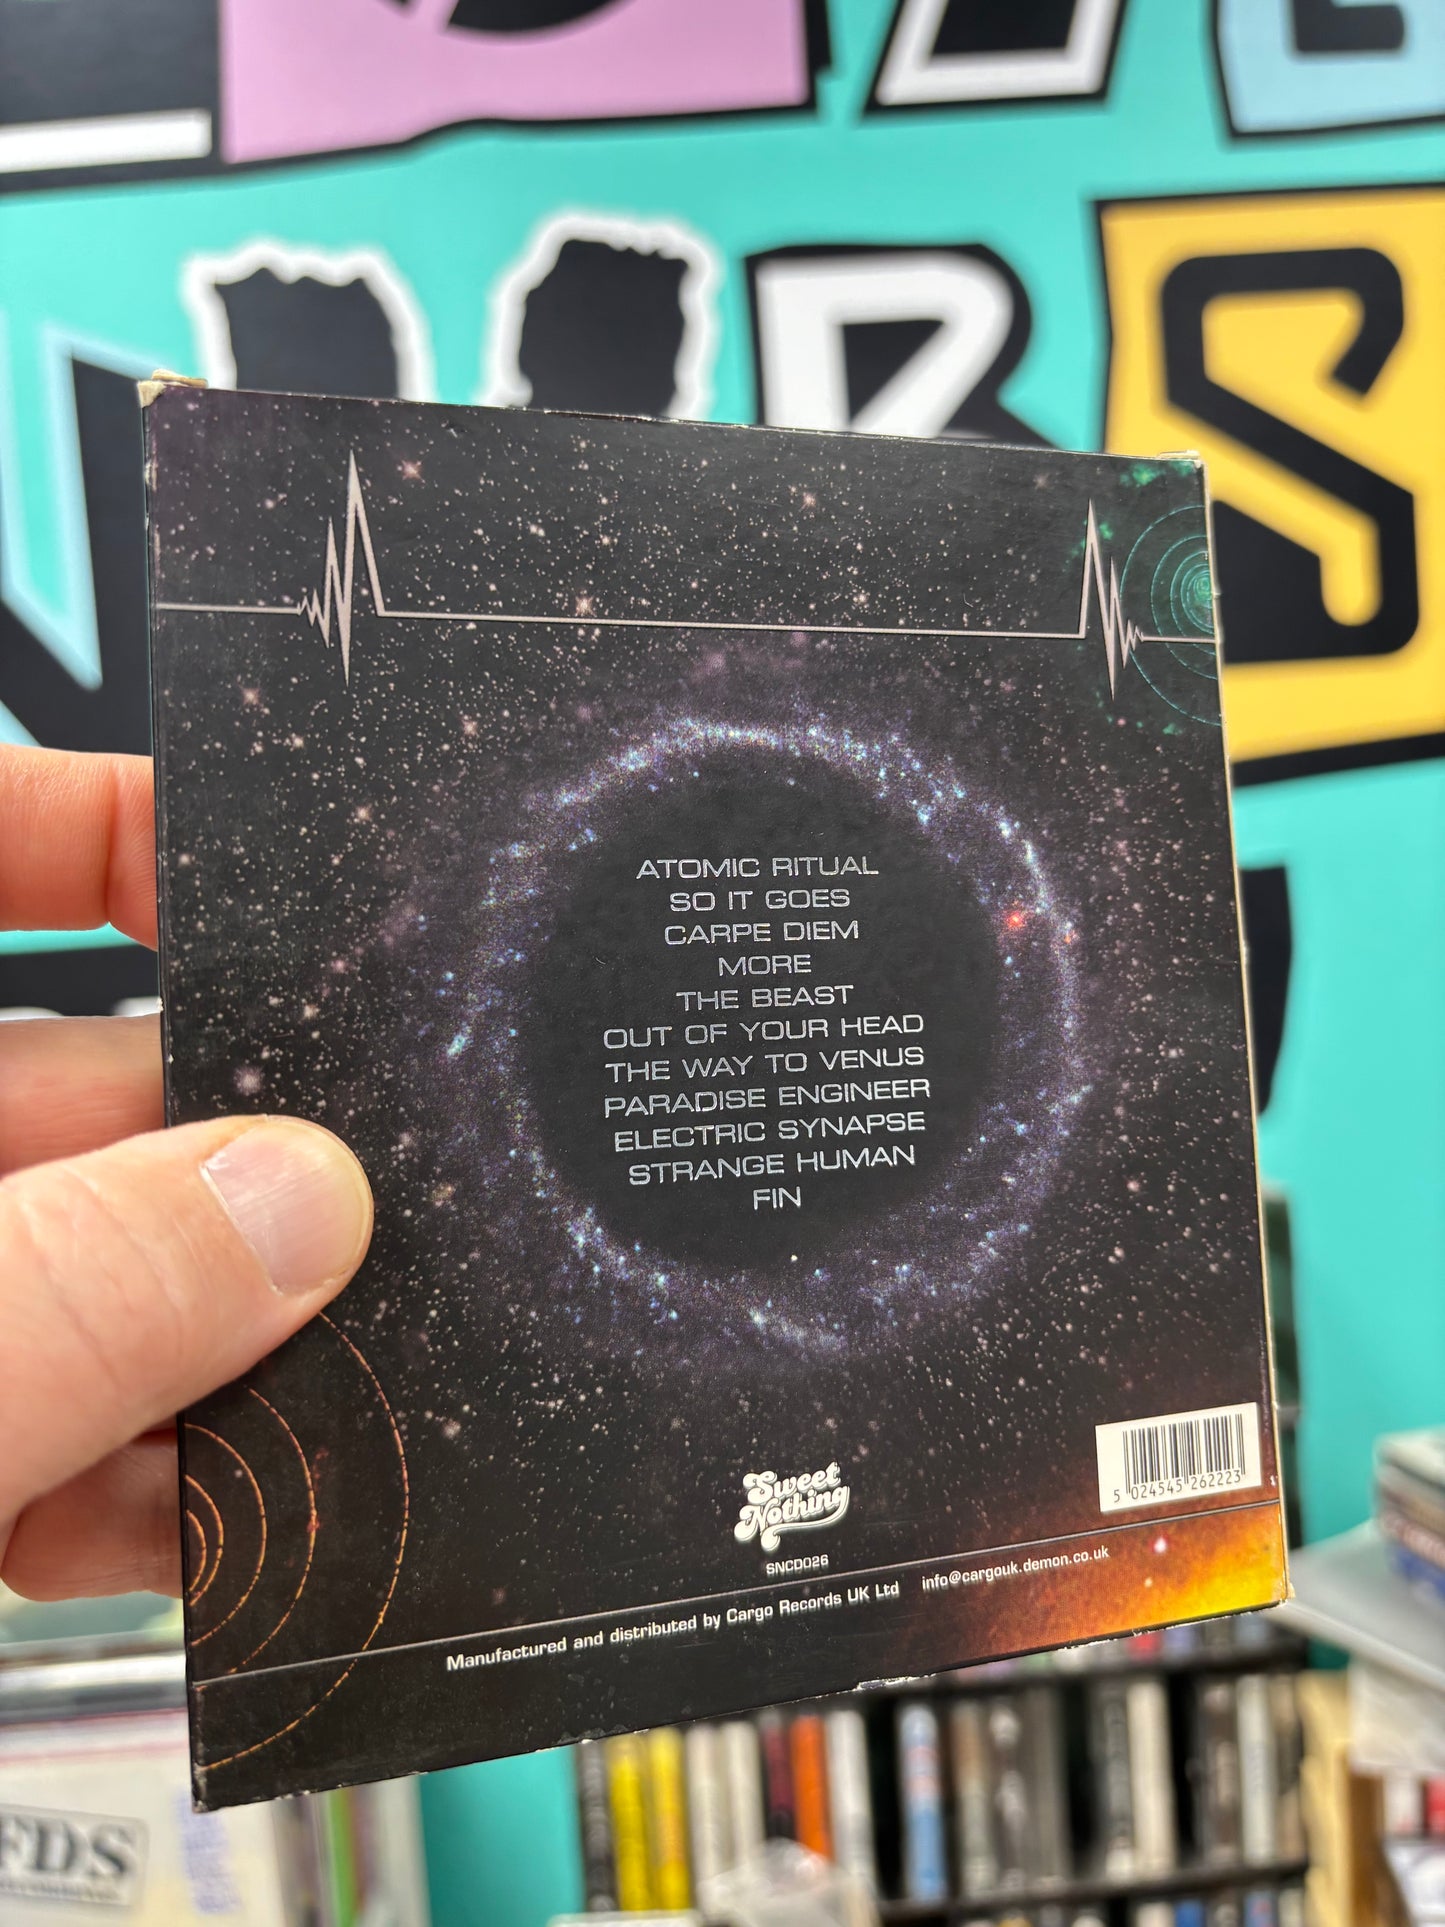 ATOMIC RITUAL
SO IT GOES
CARPE DIEM
MORE
THE BEAST
OUT OF YOUR HEAD
THE WAY TO VENUS
PARADISE ENGINEER
ELECTRIC SYNAPSE
STRANGE HUMAN
FIN
Sweet
Nothing
SNCD026
5 024545 262223
Manufactured and distributed by Cargo Records UK Ltd info@cargouk.demon.co.uk
FDS